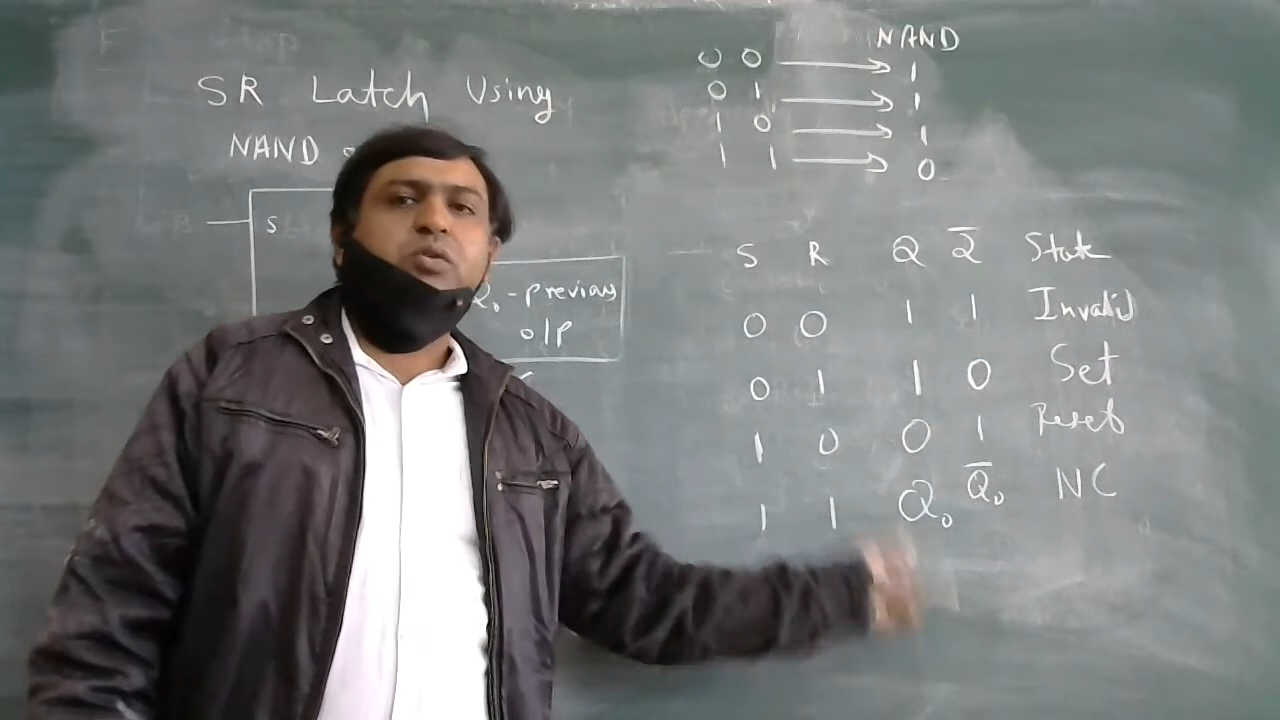 SR Latch Using
NAND
S
Q₀ - previous
o/p
NAND
0 0 → 1
0 1 → 1
1 0 → 1
1 1 → 0
S R Q Q̅ State
0 0 1 1 Invalid
0 1 1 0 Set
1 0 0 1 Reset
1 1 Q₀ Q̅₀ NC